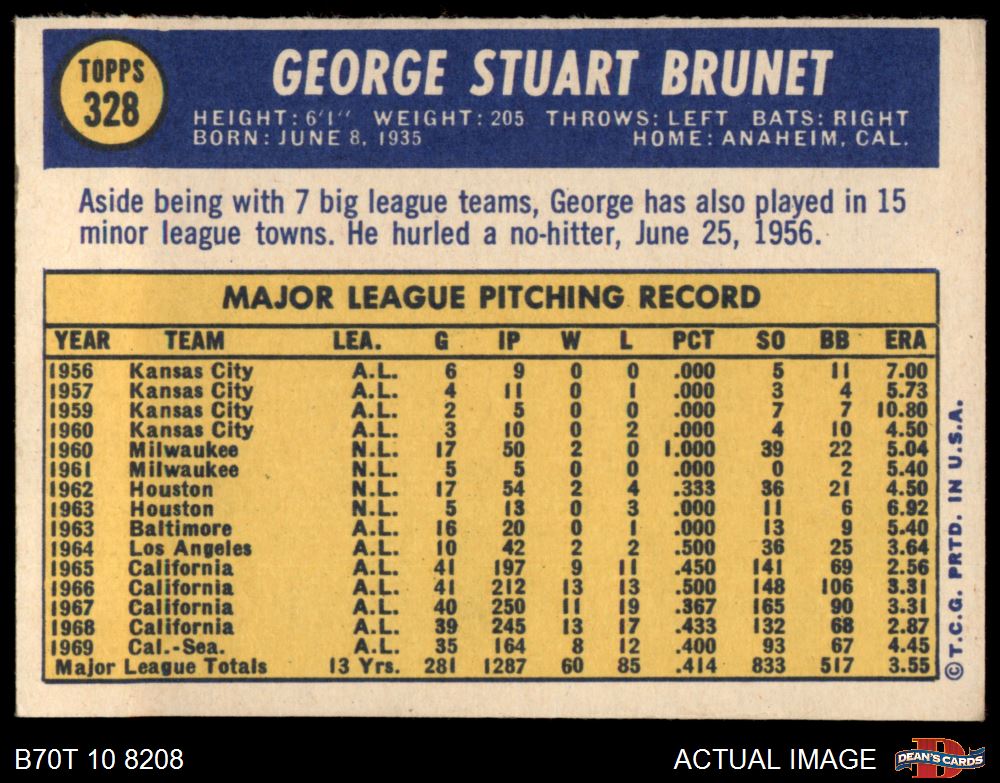 TOPPS
328
GEORGE STUART BRUNET
HEIGHT: 6'1'' WEIGHT: 205 THROWS: LEFT BATS: RIGHT
BORN: JUNE 8, 1935 HOME: ANAHEIM, CAL.
Aside being with 7 big league teams, George has also played in 15
minor league towns. He hurled a no-hitter, June 25, 1956.
MAJOR LEAGUE PITCHING RECORD
YEAR TEAM LEA. G IP W L PCT SO BB ERA
1956 Kansas City A.L. 6 9 0 0 .000 5 11 7.00
1957 Kansas City A.L. 4 11 0 1 .000 3 4 5.73
1959 Kansas City A.L. 2 5 0 0 .000 7 7 10.80
1960 Kansas City A.L. 3 10 0 2 .000 4 10 4.50
1960 Milwaukee N.L. 17 50 2 0 1.000 39 22 5.04
1961 Milwaukee N.L. 5 5 0 0 .000 0 2 5.40
1962 Houston N.L. 17 54 2 4 .333 36 21 4.50
1963 Houston N.L. 5 13 0 3 .000 11 6 6.92
1963 Baltimore A.L. 16 20 0 1 .000 13 9 5.40
1964 Los Angeles A.L. 10 42 2 2 .500 36 25 3.64
1965 California A.L. 41 197 9 11 .450 141 69 2.56
1966 California A.L. 41 212 13 13 .500 148 106 3.31
1967 California A.L. 40 250 11 19 .367 165 90 3.31
1968 California A.L. 39 245 13 17 .433 132 68 2.87
1969 Cal.-Sea. A.L. 35 164 8 12 .400 93 67 4.45
Major League Totals 13 Yrs. 281 1287 60 85 .414 833 517 3.55
© T.C.G. PRTD. IN U.S.A.
B70T 10 8208 ACTUAL IMAGE D DEAN'S CARDS